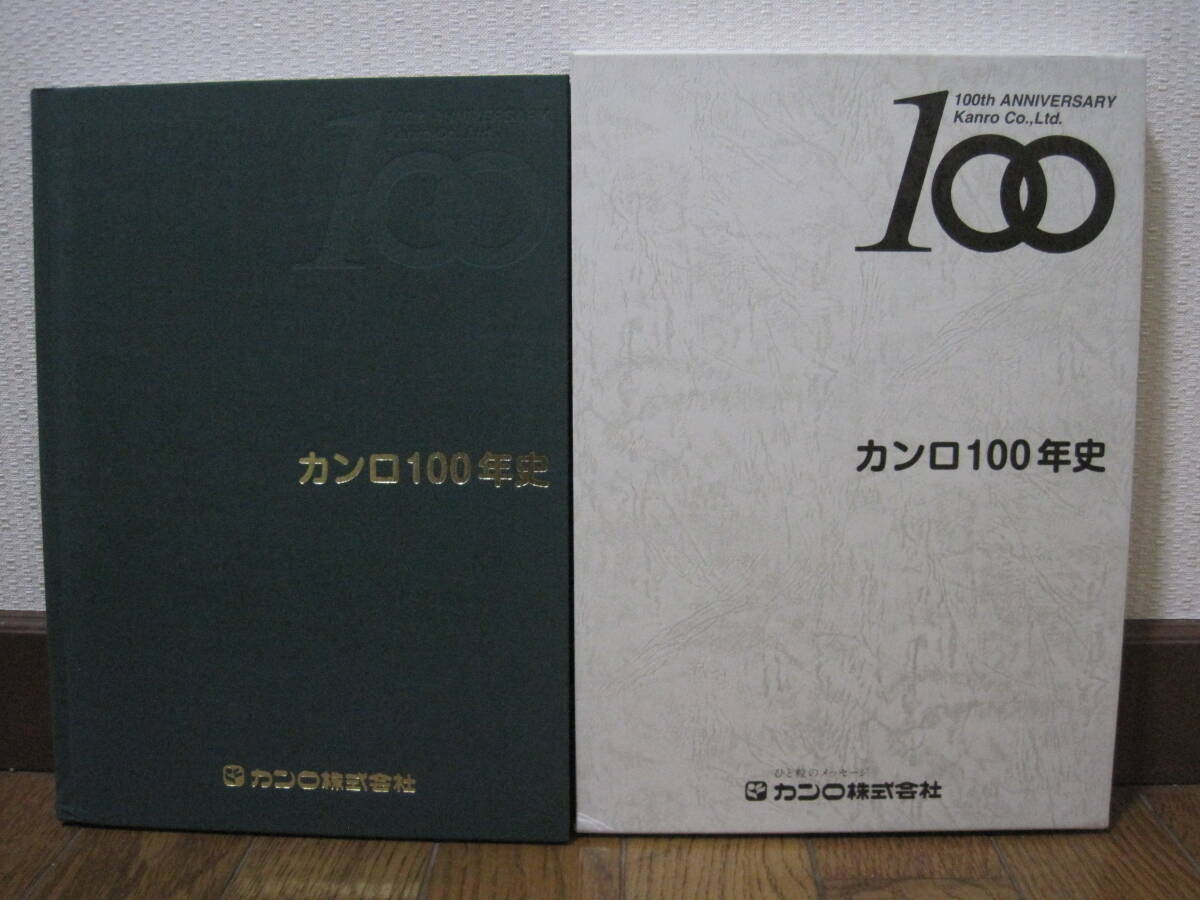 100
カンロ100年史
カンロ株式会社
100th ANNIVERSARY
Kanro Co.,Ltd.
100
カンロ100年史
ひと粒のメッセージ
カンロ株式会社